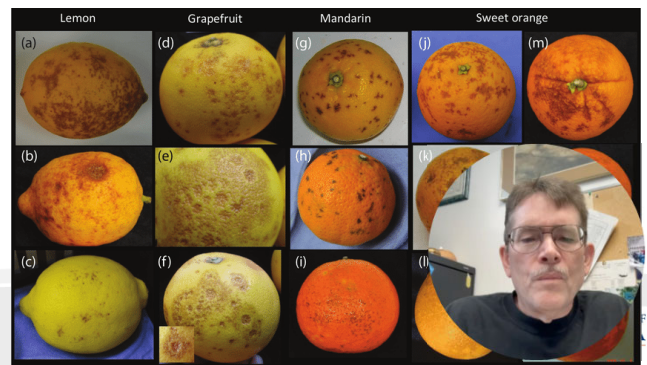 Lemon Grapefruit Mandarin Sweet orange
(a) (d) (g) (j) (m)
(b) (e) (h) (k)
(c) (f) (i) (l)